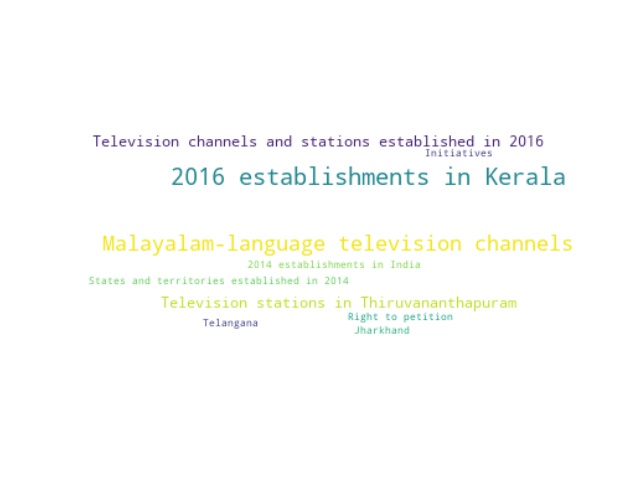 Television channels and stations established in 2016
Initiatives
2016 establishments in Kerala
Malayalam-language television channels
2014 establishments in India
States and territories established in 2014
Television stations in Thiruvananthapuram
Right to petition
Telangana
Jharkhand